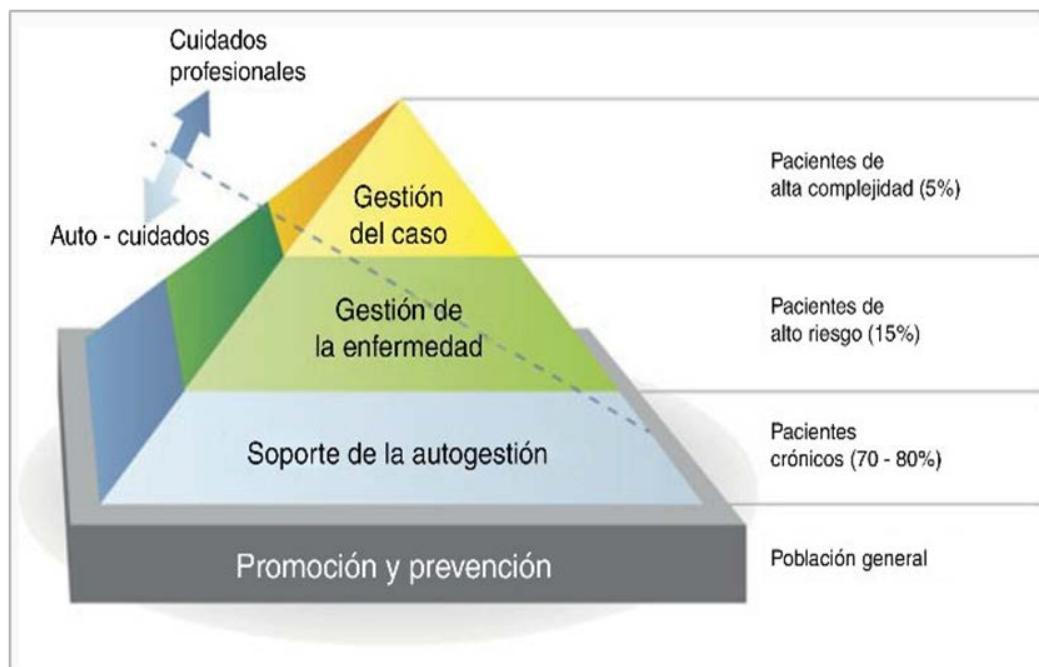 Cuidados
profesionales
Auto - cuidados
Gestión
del caso
Pacientes de
alta complejidad (5%)
Gestión de
la enfermedad
Pacientes de
alto riesgo (15%)
Soporte de la autogestión
Pacientes
crónicos (70 - 80%)
Promoción y prevención
Población general